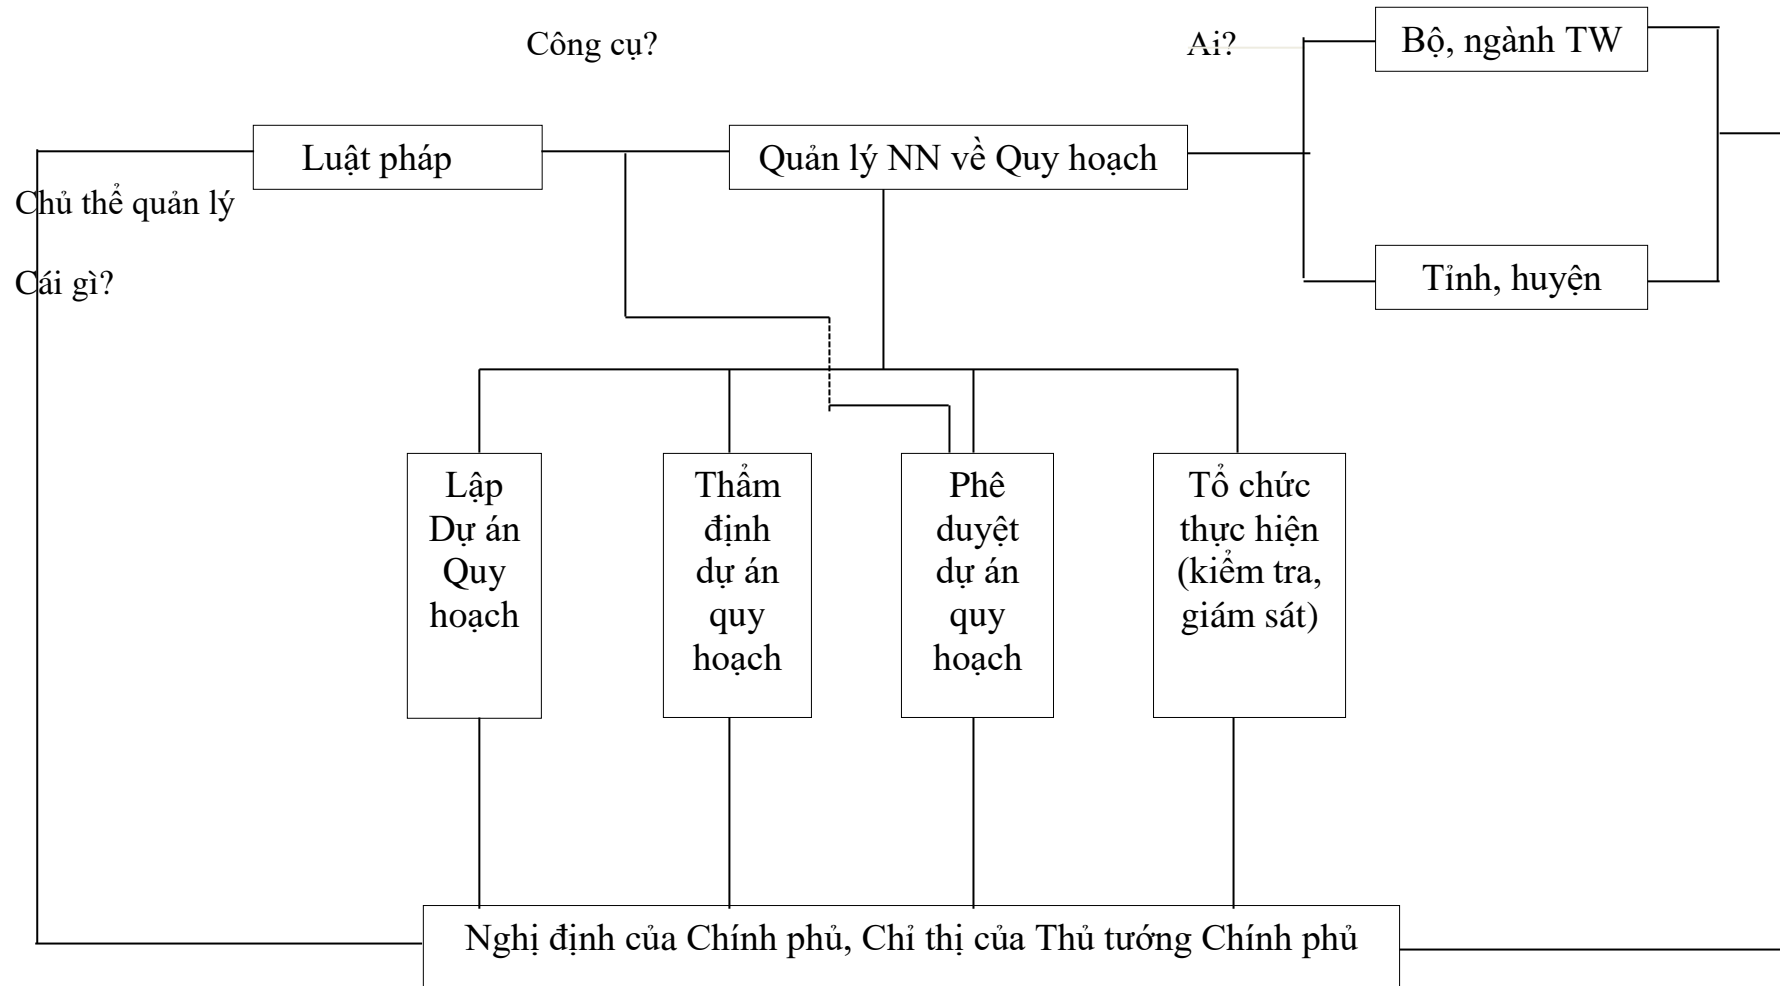 Công cụ?
Ai?
Bộ, ngành TW
Luật pháp
Quản lý NN về Quy hoạch
Chủ thể quản lý
Cái gì?
Tỉnh, huyện
Lập
Dự án
Quy
hoạch
Thẩm
định
dự án
quy
hoạch
Phê
duyệt
dự án
quy
hoạch
Tổ chức
thực hiện
(kiểm tra,
giám sát)
Nghị định của Chính phủ, Chỉ thị của Thủ tướng Chính phủ